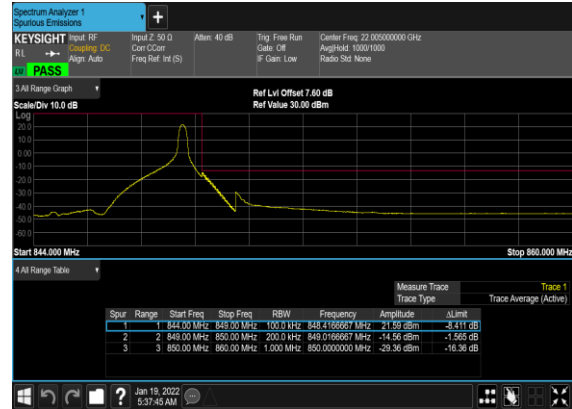 Spectrum Analyzer 1
Spurious Emissions
KEYSIGHT Input: RF Input Z: 50 Ω Atten: 40 dB Trig: Free Run Center Freq: 22.005000000 GHz
RL Coupling: DC Corr CCorr Gate: Off Avg|Hold: 1000/1000
Align: Auto Freq Ref: Int (S) IF Gain: Low Radio Std: None
PASS
3 All Range Graph
Ref Lvl Offset 7.60 dB
Scale/Div 10.0 dB Ref Value 30.00 dBm
Log
20.0
10.0
0.00
-10.0
-20.0
-30.0
-40.0
-50.0
-60.0
Start 844.000 MHz Stop 860.000 MHz
4 All Range Table
Measure Trace Trace 1
Trace Type Trace Average (Active)
Spur Range Start Freq Stop Freq RBW Frequency Amplitude ΔLimit
1 1 844.00 MHz 849.00 MHz 100.0 kHz 848.4166667 MHz 21.59 dBm -8.411 dB
2 2 849.00 MHz 850.00 MHz 200.0 kHz 849.0166667 MHz -14.56 dBm -1.565 dB
3 3 850.00 MHz 860.00 MHz 1.000 MHz 850.0000000 MHz -29.36 dBm -16.36 dB
Jan 19, 2022
5:37:45 AM